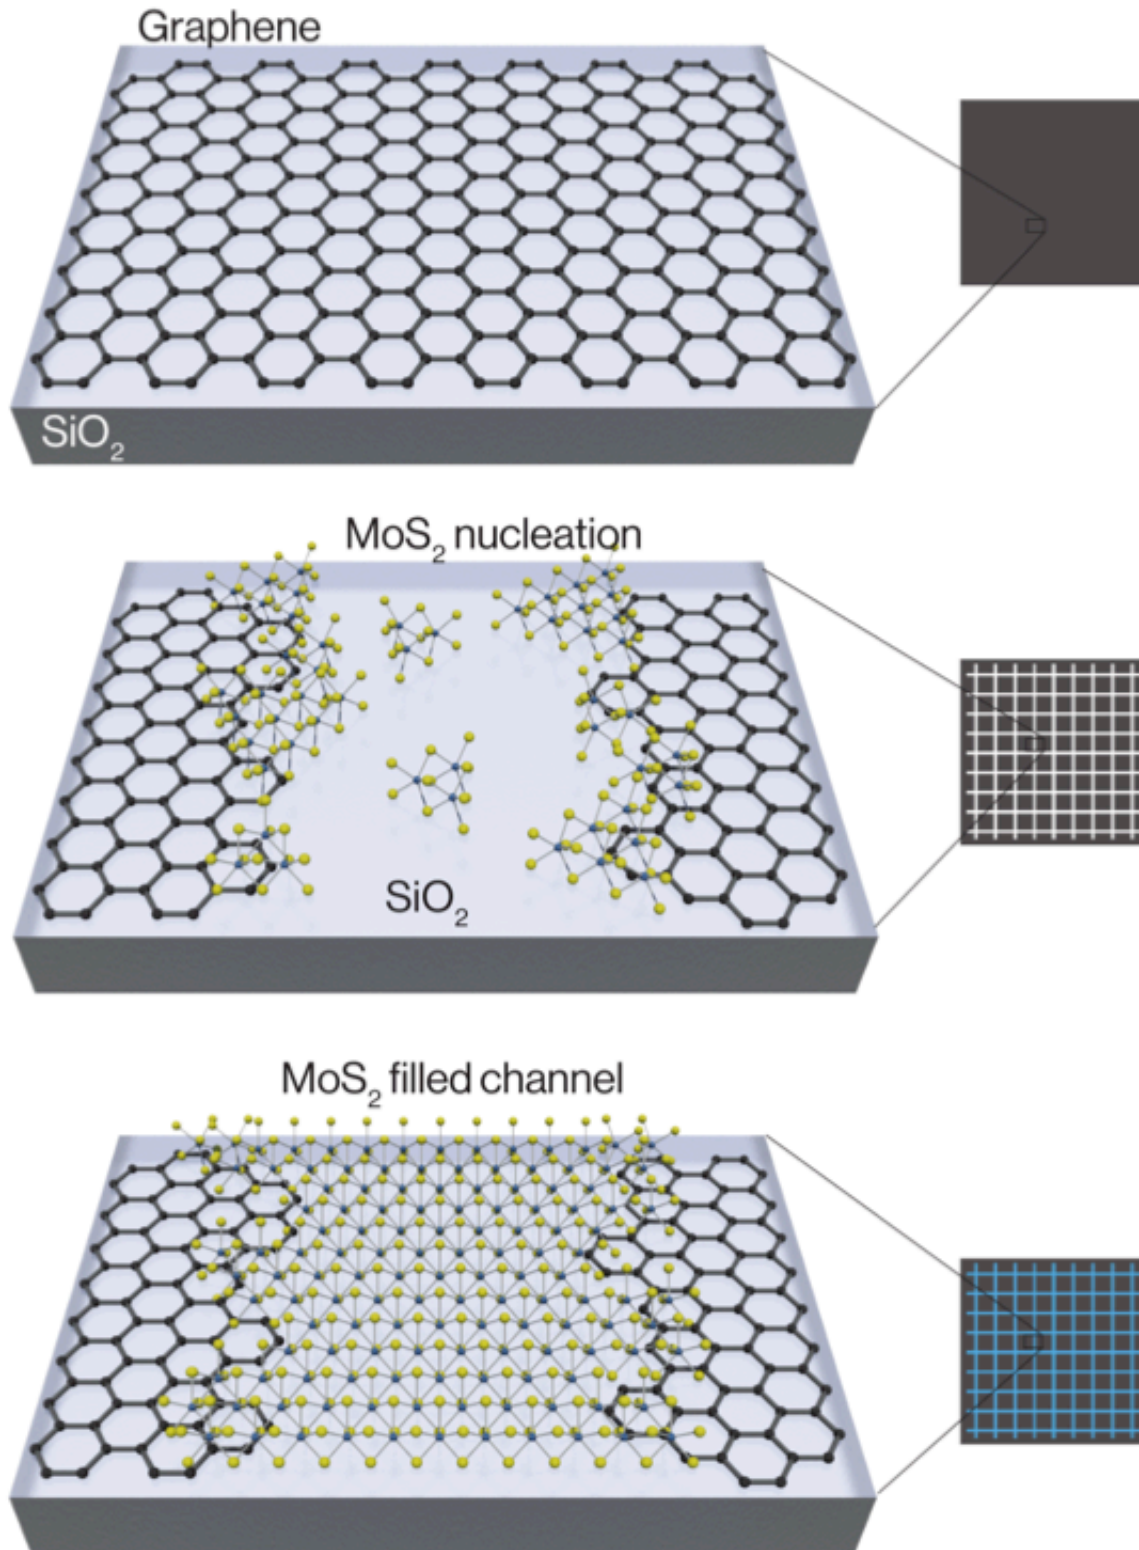 Graphene
SiO₂
MoS₂ nucleation
SiO₂
MoS₂ filled channel